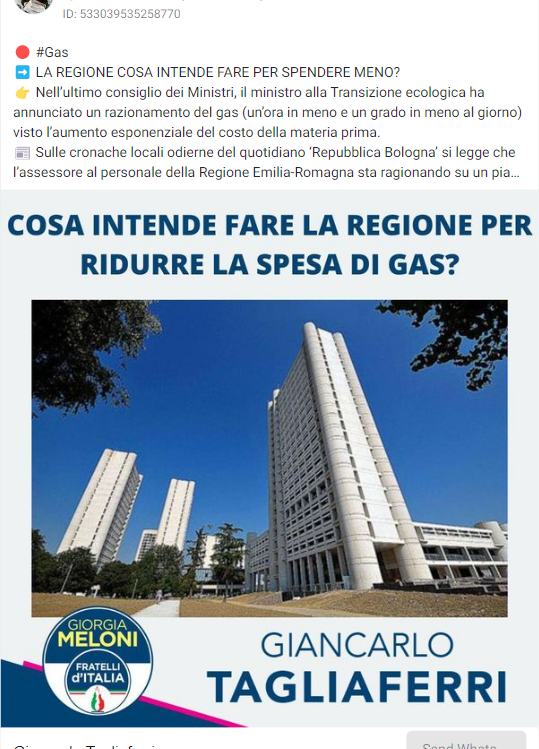 ID: 533039535258770
🔴 #Gas
➡️ LA REGIONE COSA INTENDE FARE PER SPENDERE MENO?
👉 Nell'ultimo consiglio dei Ministri, il ministro alla Transizione ecologica ha
annunciato un razionamento del gas (un'ora in meno e un grado in meno al giorno)
visto l'aumento esponenziale del costo della materia prima.
📰 Sulle cronache locali odierne del quotidiano 'Repubblica Bologna' si legge che
l'assessore al personale della Regione Emilia-Romagna sta ragionando su un pia...
COSA INTENDE FARE LA REGIONE PER
RIDURRE LA SPESA DI GAS?
GIORGIA
MELONI
FRATELLI
d'ITALIA
GIANCARLO
TAGLIAFERRI
Send Whats...